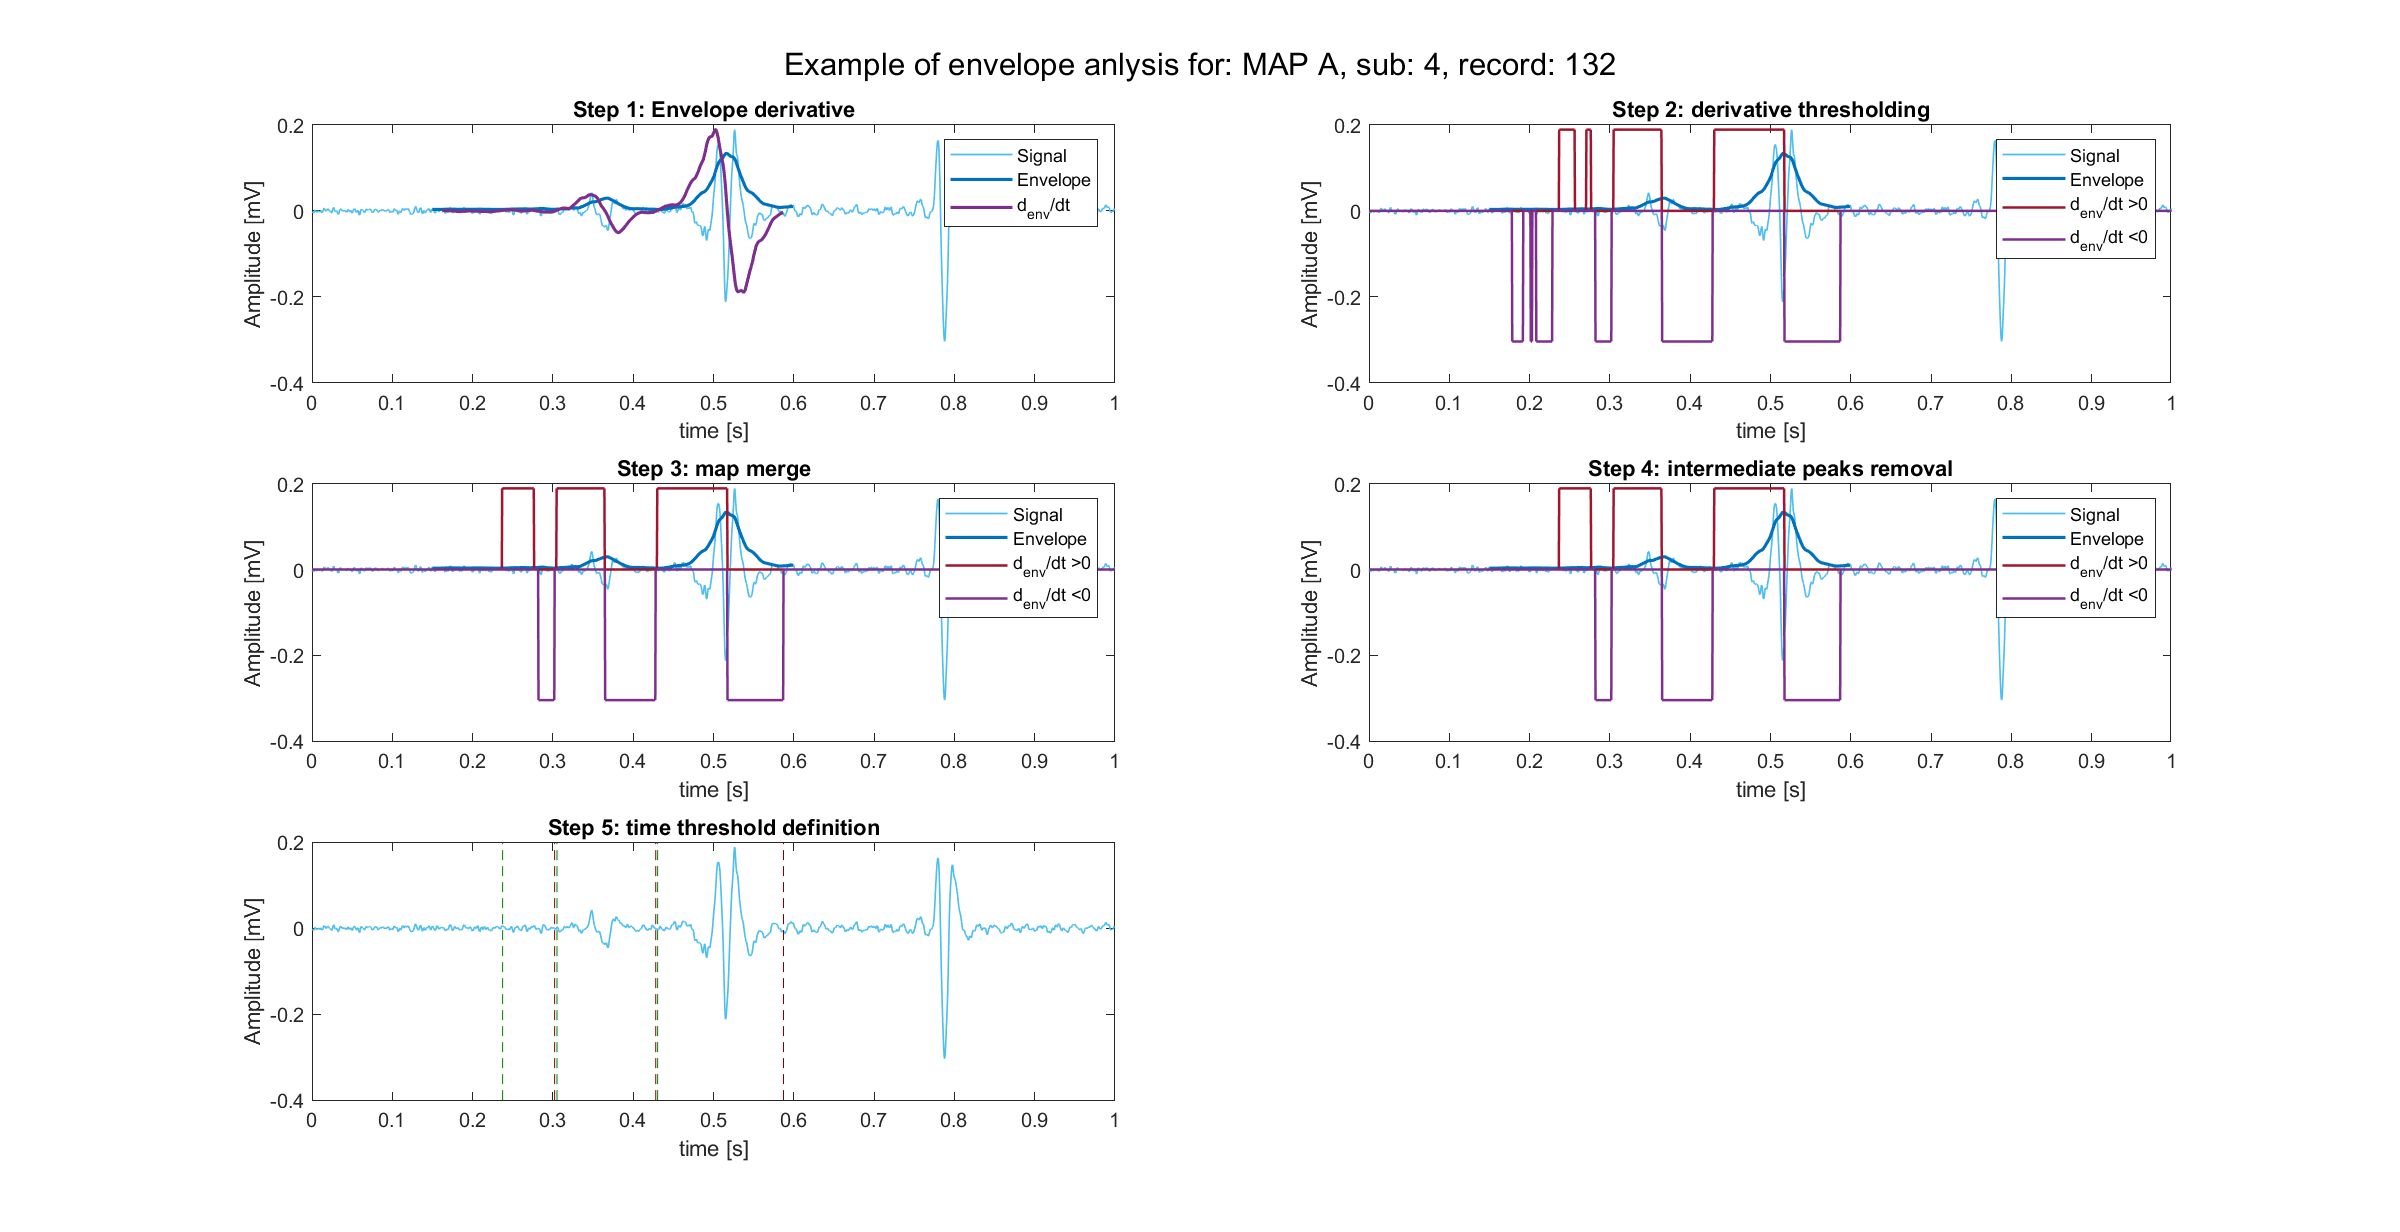 Example of envelope anlysis for: MAP A, sub: 4, record: 132
Step 1: Envelope derivative
Amplitude [mV]
0.2
0
-0.2
-0.4
Signal
Envelope
d_env/dt
0 0.1 0.2 0.3 0.4 0.5 0.6 0.7 0.8 0.9 1
time [s]
Step 2: derivative thresholding
Amplitude [mV]
0.2
0
-0.2
-0.4
Signal
Envelope
d_env/dt >0
d_env/dt <0
0 0.1 0.2 0.3 0.4 0.5 0.6 0.7 0.8 0.9 1
time [s]
Step 3: map merge
Amplitude [mV]
0.2
0
-0.2
-0.4
Signal
Envelope
d_env/dt >0
d_env/dt <0
0 0.1 0.2 0.3 0.4 0.5 0.6 0.7 0.8 0.9 1
time [s]
Step 4: intermediate peaks removal
Amplitude [mV]
0.2
0
-0.2
-0.4
Signal
Envelope
d_env/dt >0
d_env/dt <0
0 0.1 0.2 0.3 0.4 0.5 0.6 0.7 0.8 0.9 1
time [s]
Step 5: time threshold definition
Amplitude [mV]
0.2
0
-0.2
-0.4
0 0.1 0.2 0.3 0.4 0.5 0.6 0.7 0.8 0.9 1
time [s]